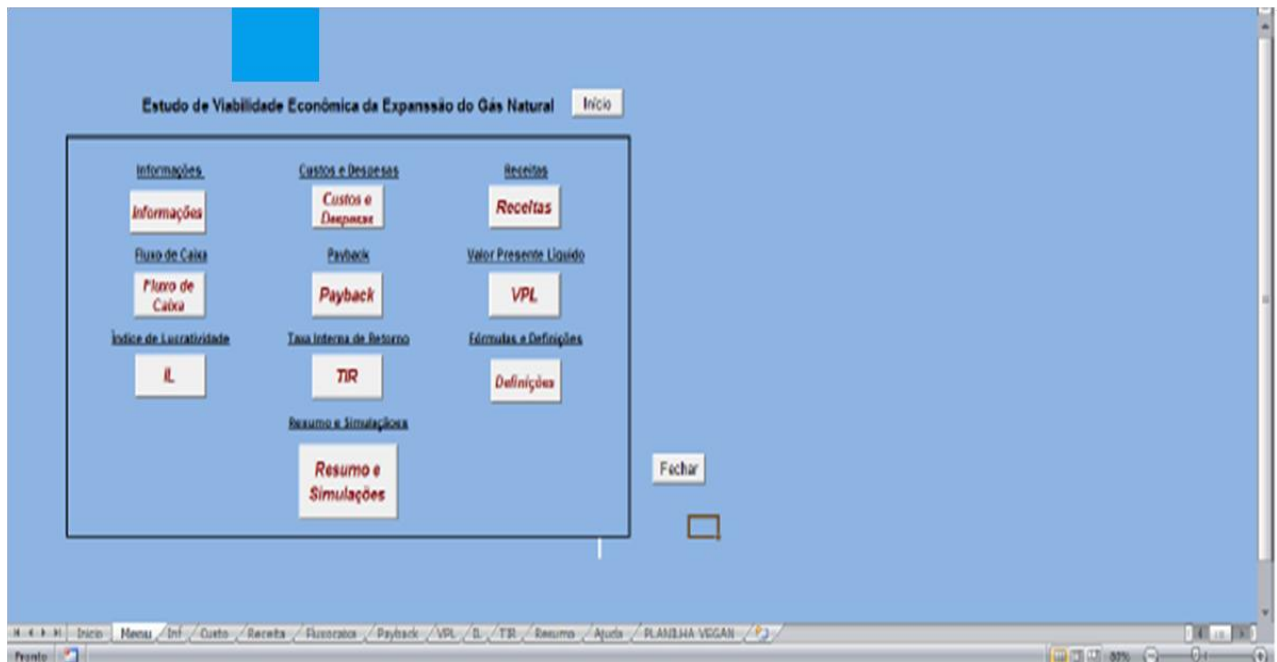 Estudo de Viabilidade Econômica da Expanssão do Gás Natural
Início
Informações
Custos e Despesas
Receitas
Informações
Custos e
Despesas
Receitas
Fluxo de Caixa
Payback
Valor Presente Líquido
Fluxo de
Caixa
Payback
VPL
Índice de Lucratividade
Taxa Interna de Retorno
Fórmulas e Definições
IL
TIR
Definições
Resumo e Simulações
Resumo e
Simulações
Fechar
Inicio Menu Inf Custo Receita Fluxocaixa Payback VPL IL TIR Resumo Ajuda PLANILHA VEGAN
Pronto 80%